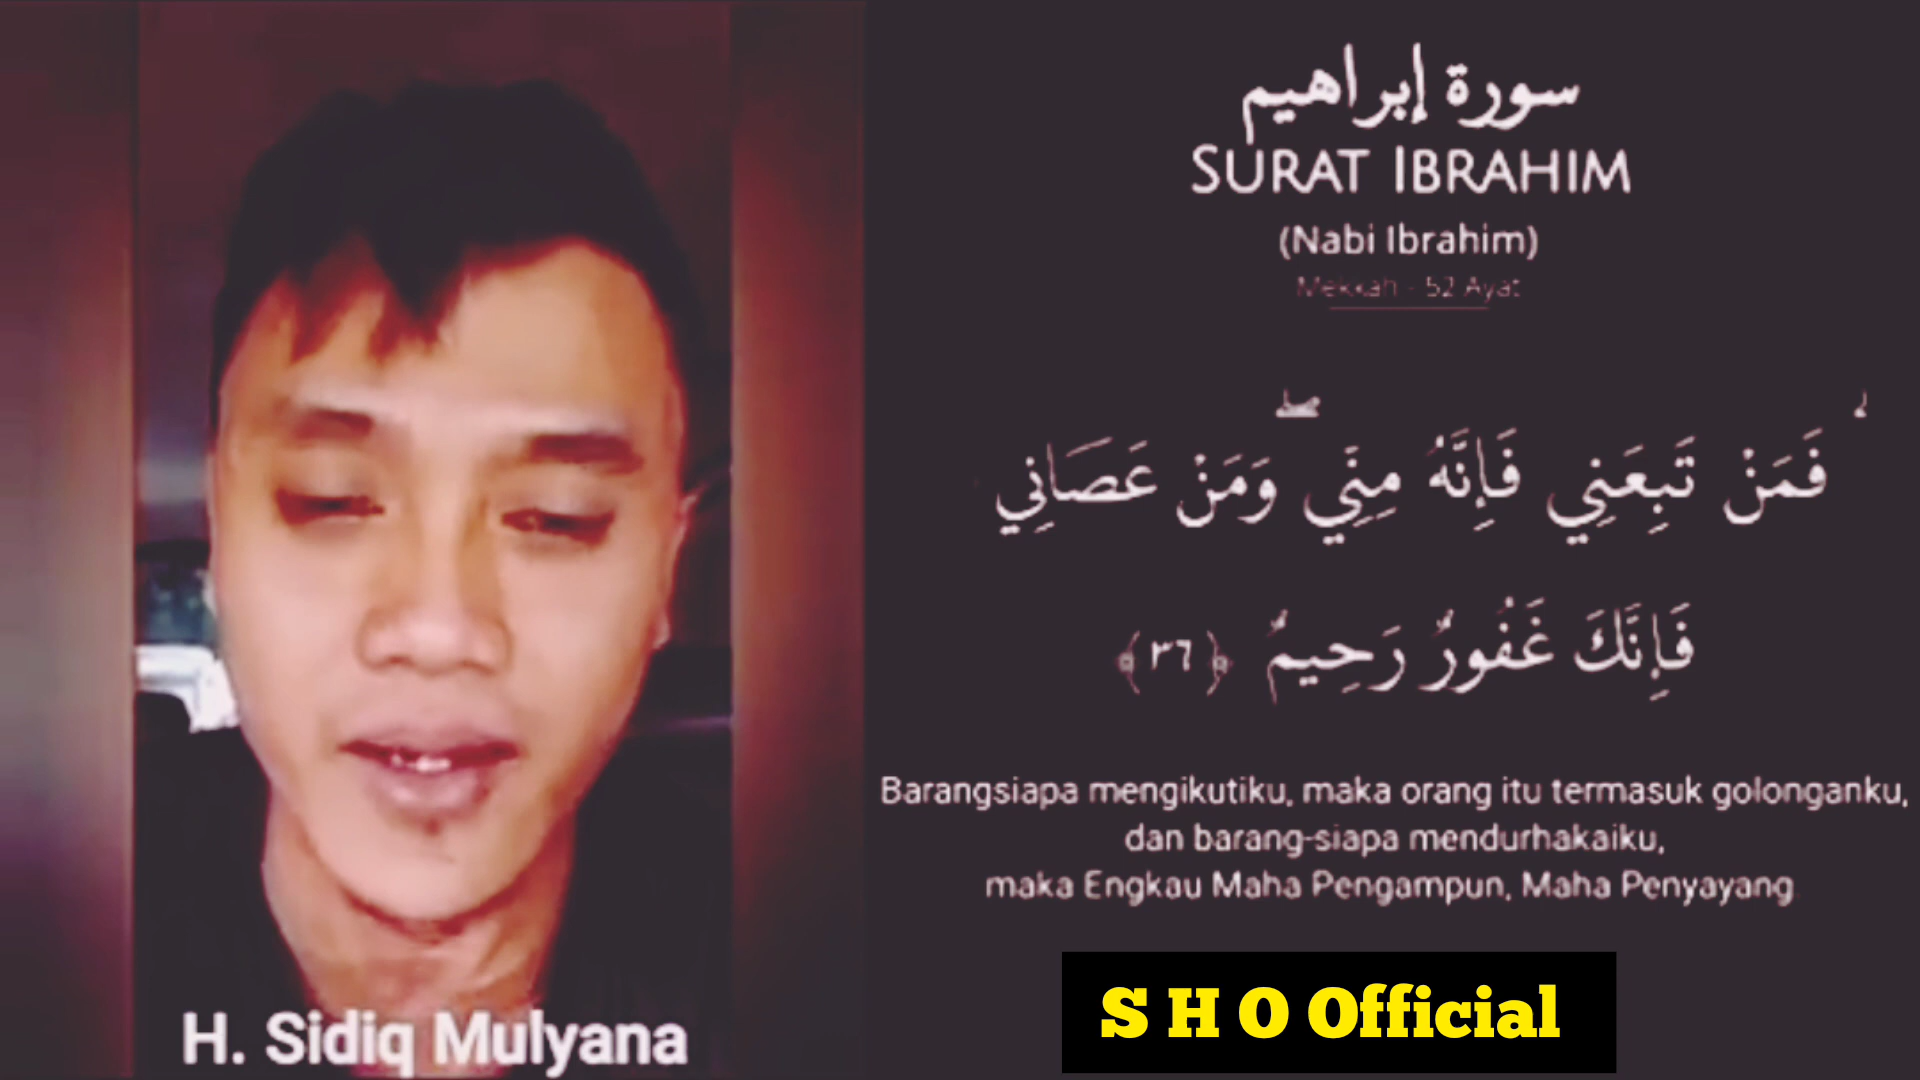 سورة إبراهيم
SURAT IBRAHIM
(Nabi Ibrahim)
Mekkah - 52 Ayat
فَمَنْ تَبِعَنِي فَإِنَّهُ مِنِّي ۖ وَمَنْ عَصَانِي
فَإِنَّكَ غَفُورٌ رَحِيمٌ ﴿٣٦﴾
Barangsiapa mengikutiku, maka orang itu termasuk golonganku,
dan barang-siapa mendurhakaiku,
maka Engkau Maha Pengampun, Maha Penyayang
S H O Official
H. Sidiq Mulyana